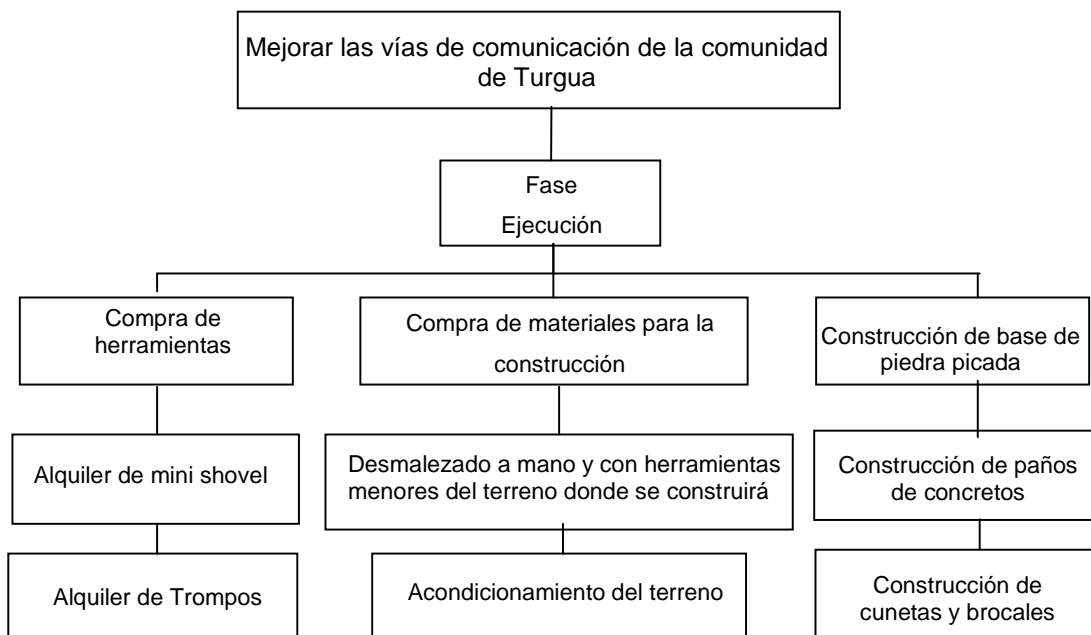 Mejorar las vías de comunicación de la comunidad
de Turgua
Fase
Ejecución
Compra de
herramientas
Compra de materiales para la
construcción
Construcción de base de
piedra picada
Alquiler de mini shovel
Desmalezado a mano y con herramientas
menores del terreno donde se construirá
Construcción de paños
de concretos
Alquiler de Trompos
Acondicionamiento del terreno
Construcción de
cunetas y brocales